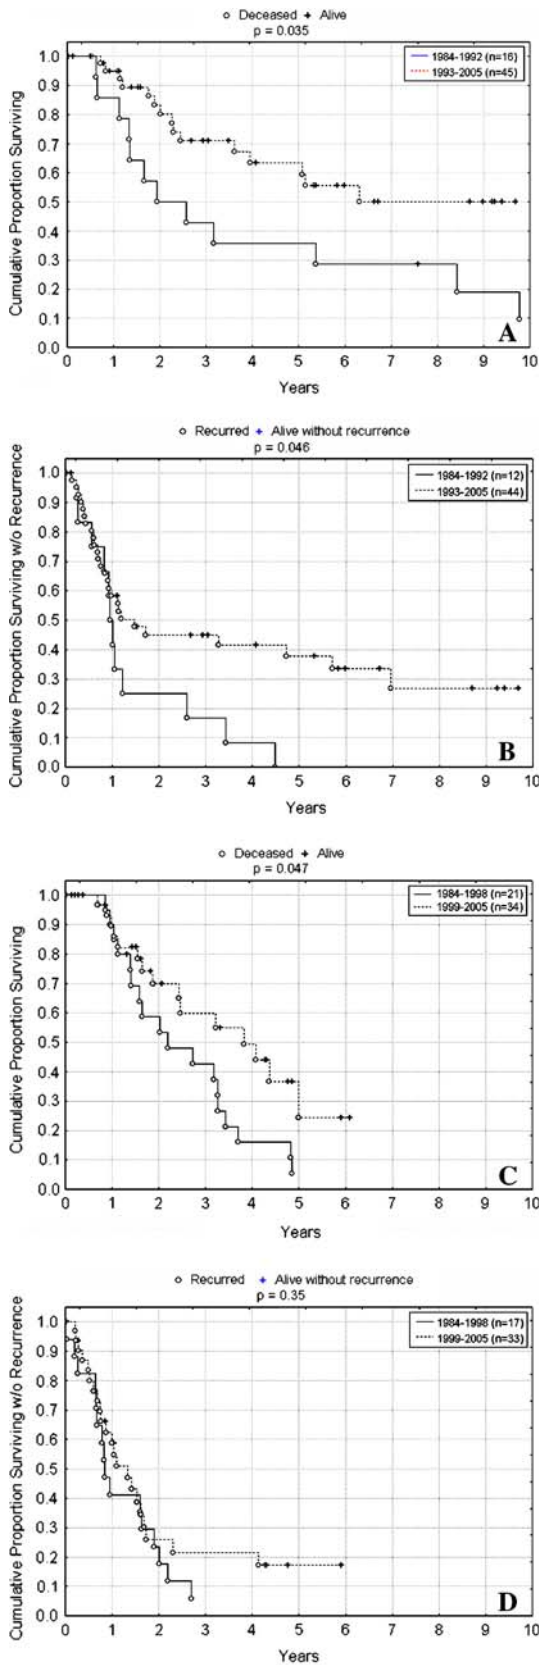 o Deceased + Alive
p = 0.035
Cumulative Proportion Surviving
1.0
0.9
0.8
0.7
0.6
0.5
0.4
0.3
0.2
0.1
0.0
1984-1992 (n=16)
1993-2005 (n=45)
A
0 1 2 3 4 5 6 7 8 9 10
Years
o Recurred + Alive without recurrence
p = 0.046
Cumulative Proportion Surviving w/o Recurrence
1.0
0.9
0.8
0.7
0.6
0.5
0.4
0.3
0.2
0.1
0.0
1984-1992 (n=12)
1993-2005 (n=44)
B
0 1 2 3 4 5 6 7 8 9 10
Years
o Deceased + Alive
p = 0.047
Cumulative Proportion Surviving
1.0
0.9
0.8
0.7
0.6
0.5
0.4
0.3
0.2
0.1
0.0
1984-1998 (n=21)
1999-2005 (n=34)
C
0 1 2 3 4 5 6 7 8 9 10
Years
o Recurred + Alive without recurrence
p = 0.35
Cumulative Proportion Surviving w/o Recurrence
1.0
0.9
0.8
0.7
0.6
0.5
0.4
0.3
0.2
0.1
0.0
1984-1998 (n=17)
1999-2005 (n=33)
D
0 1 2 3 4 5 6 7 8 9 10
Years